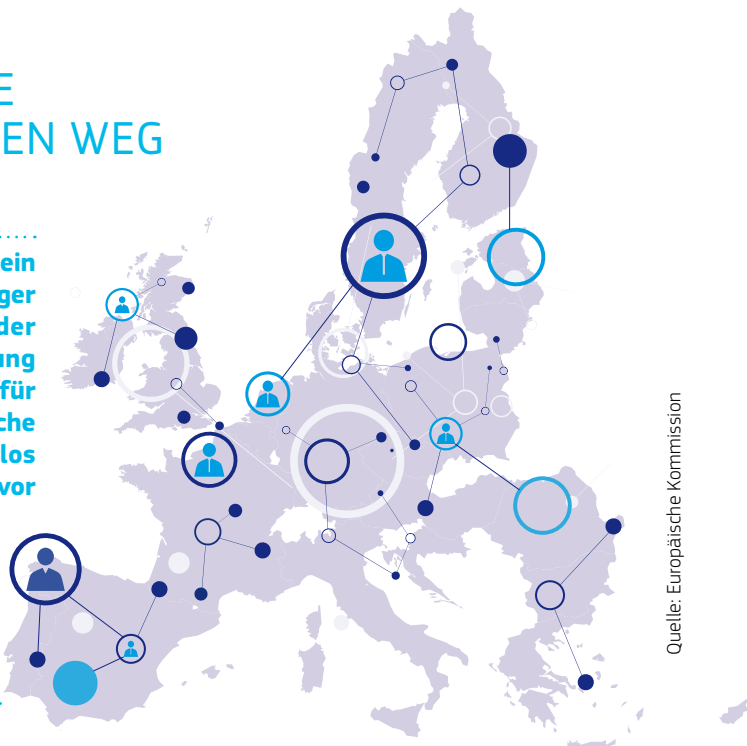 E
EN WEG
ein
ger
der
ung
für
che
los
vor
Quelle: Europäische Kommission